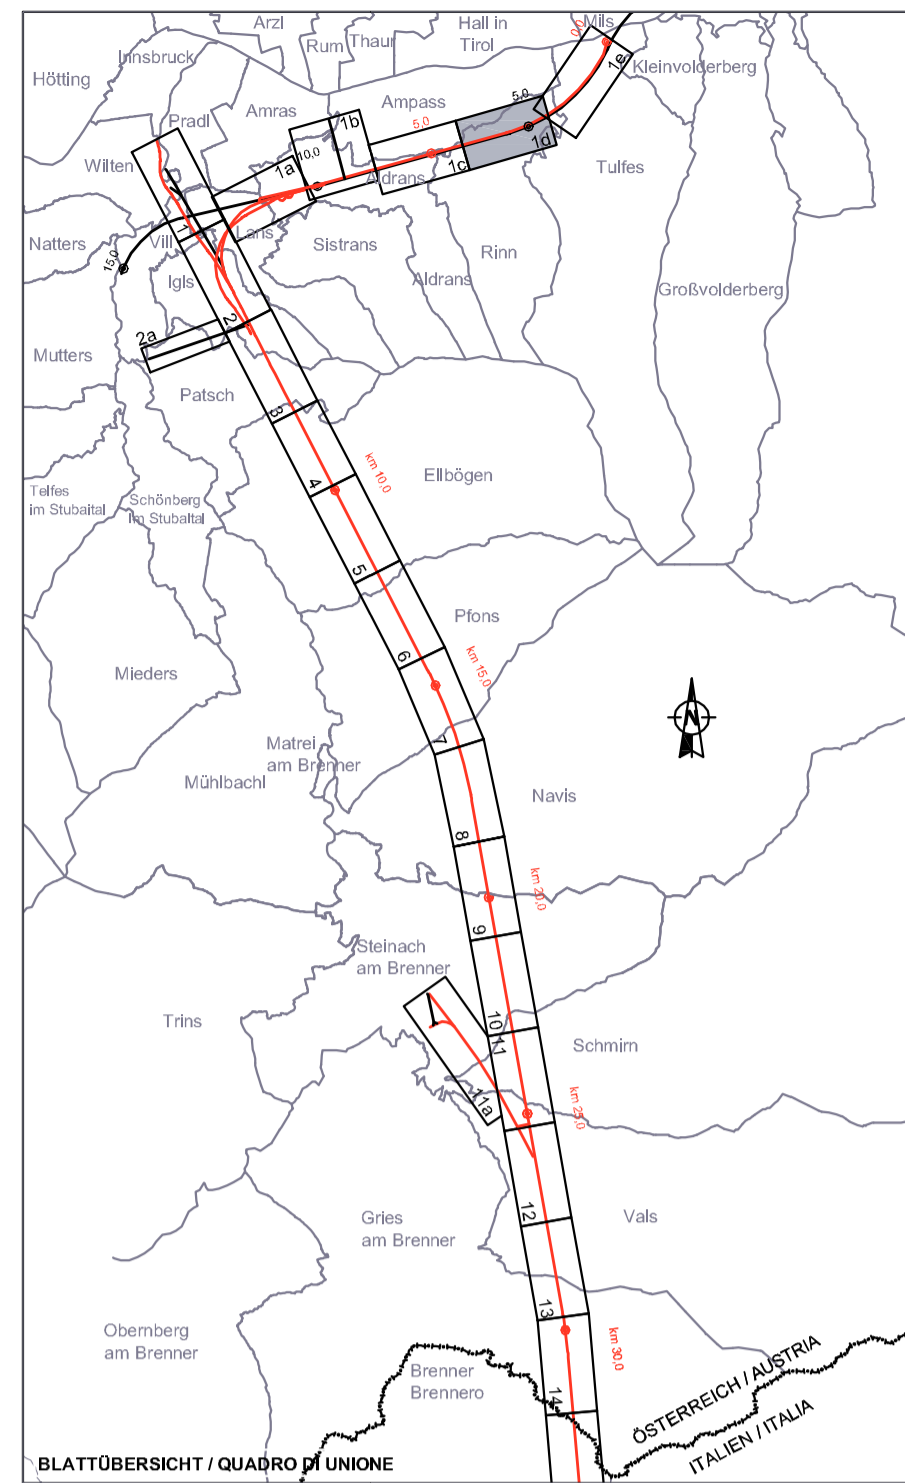 Arzl
Hall in
Tirol
Mils
0,0
Rum
Thaur
Innsbruck
Hötting
Kleinvolderberg
1e
Amras
Ampass
5,0
5,0
Pradl
1b
1d
Wilten
10,0
1a
1c
Aldrans
Tulfes
Natters
Vill
1
Lans
Sistrans
Rinn
15,0
Igls
Aldrans
Großvolderberg
2
2a
Mutters
Patsch
3
km 10,0
Ellbögen
4
Telfes
im Stubaital
Schönberg
im Stubaital
5
Pfons
6
km 15,0
Mieders
N
7
Matrei
am Brenner
Mühlbachl
Navis
8
km 20,0
9
Steinach
am Brenner
Trins
10
11
Schmirn
11a
km 25,0
12
Gries
am Brenner
Vals
13
km 30,0
Obernberg
am Brenner
Brenner
Brennero
14
ÖSTERREICH / AUSTRIA
ITALIEN / ITALIA
BLATTÜBERSICHT / QUADRO DI UNIONE